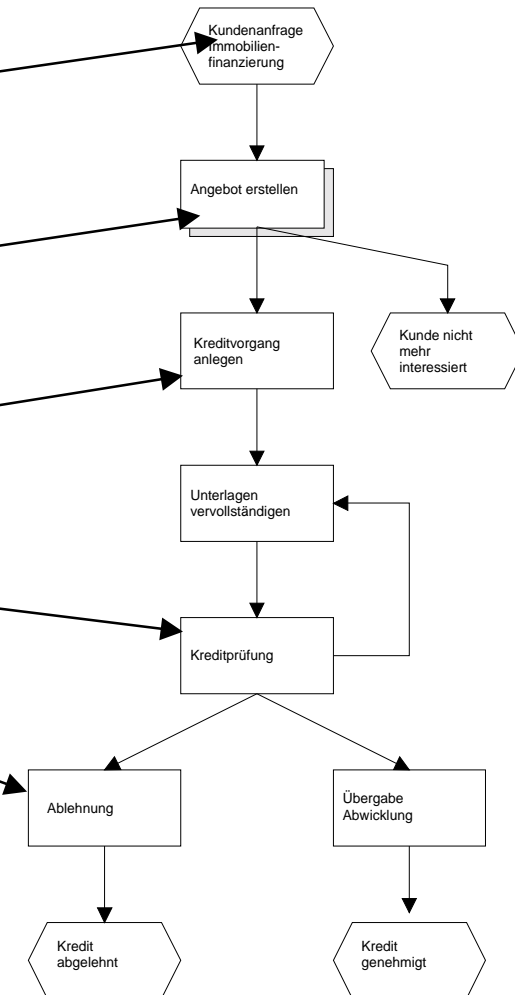 Kundenanfrage
Immobilien-
finanzierung
Angebot erstellen
Kreditvorgang
anlegen
Kunde nicht
mehr
interessiert
Unterlagen
vervollständigen
Kreditprüfung
Ablehnung
Übergabe
Abwicklung
Kredit
abgelehnt
Kredit
genehmigt